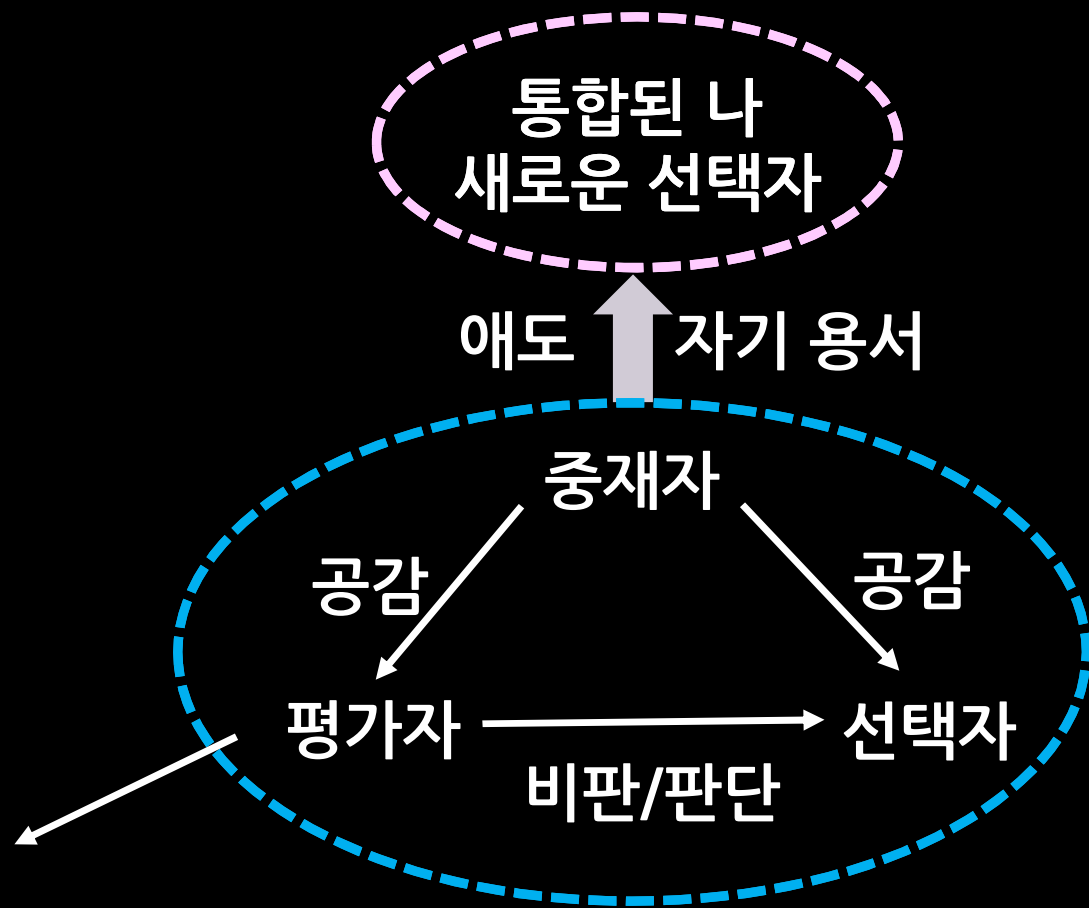 통합된 나
새로운 선택자
애도
자기 용서
중재자
공감
공감
평가자
선택자
비판/판단